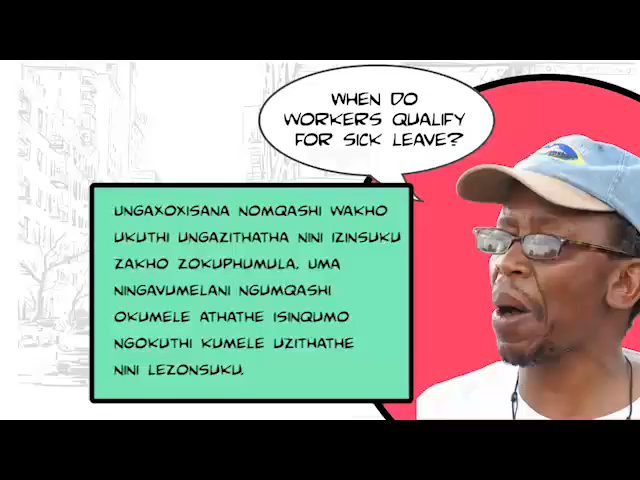 WHEN DO
WORKERS QUALIFY
FOR SICK LEAVE?
UNGAXOXISANA NOMQASHI WAKHO
UKUTHI UNGAZITHATHA NINI IZINSUKU
ZAKHO ZOKUPHUMULA. UMA
NINGAVUMELANI NGUMQASHI
OKUMELE ATHATHE ISINQUMO
NGOKUTHI KUMELE UZITHATHE
NINI LEZONSUKU.